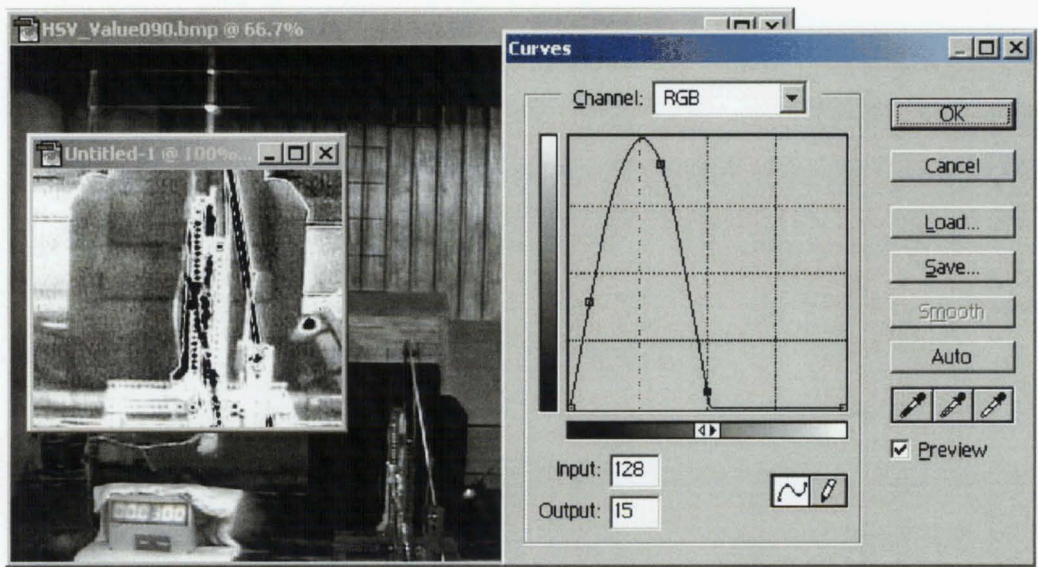 HSV_Value090.bmp @ 66.7%
Untitled-1 @ 100%...
000300
Curves
Channel: RGB
OK
Cancel
Load...
Save...
Smooth
Auto
Preview
Input: 128
Output: 15